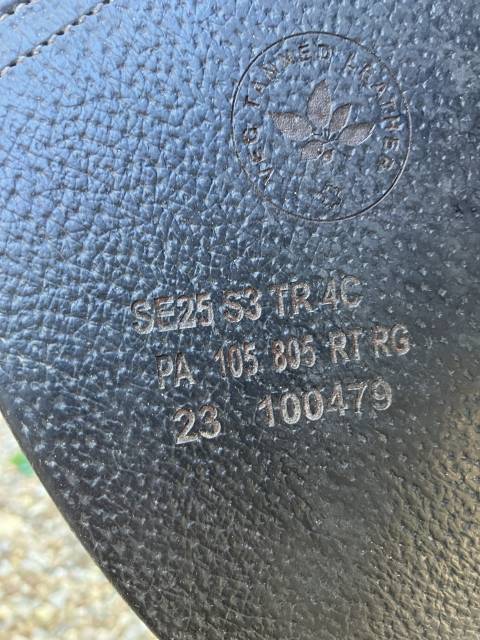 VEG TANNED LEATHER
SE25 S3 TR 4C
PA 105 805 RT RG
23 100479